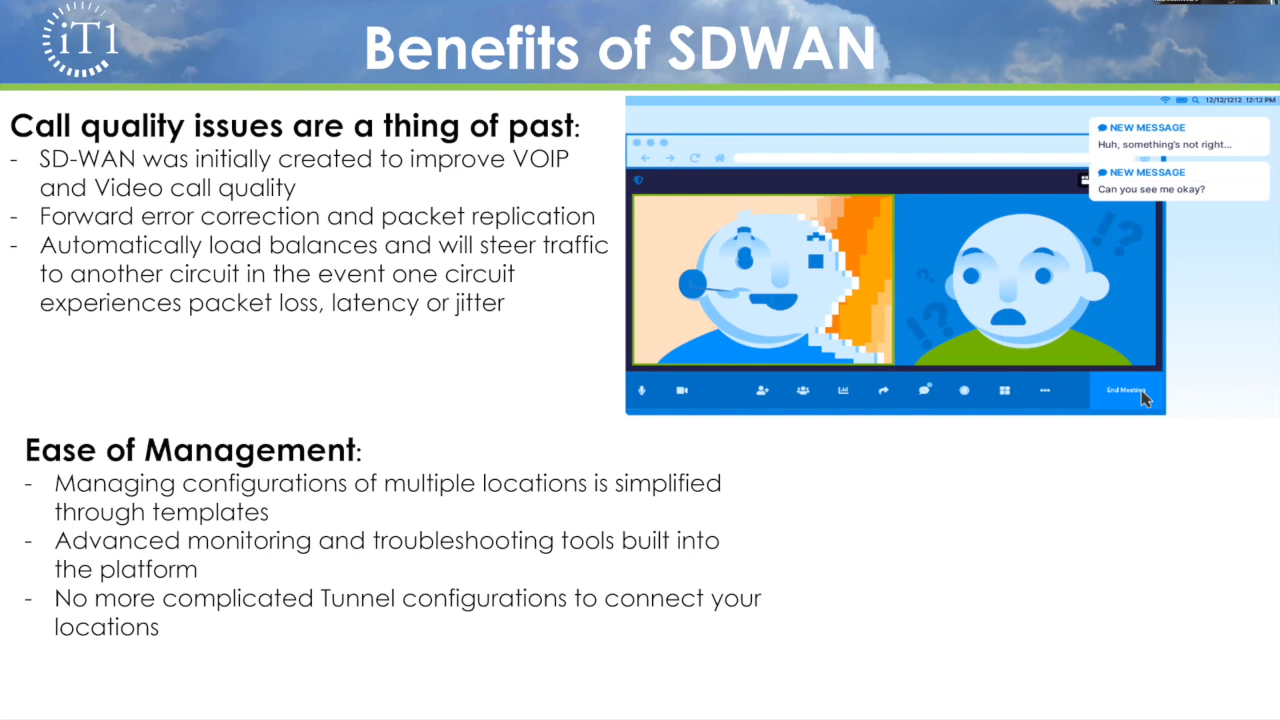 iT1
Benefits of SDWAN
Call quality issues are a thing of past:
- SD-WAN was initially created to improve VOIP
and Video call quality
- Forward error correction and packet replication
- Automatically load balances and will steer traffic
to another circuit in the event one circuit
experiences packet loss, latency or jitter
12/12/1212 12:12 PM
NEW MESSAGE
Huh, something's not right...
NEW MESSAGE
Can you see me okay?
!?
?
!?
End Meeting
Ease of Management:
- Managing configurations of multiple locations is simplified
through templates
- Advanced monitoring and troubleshooting tools built into
the platform
- No more complicated Tunnel configurations to connect your
locations